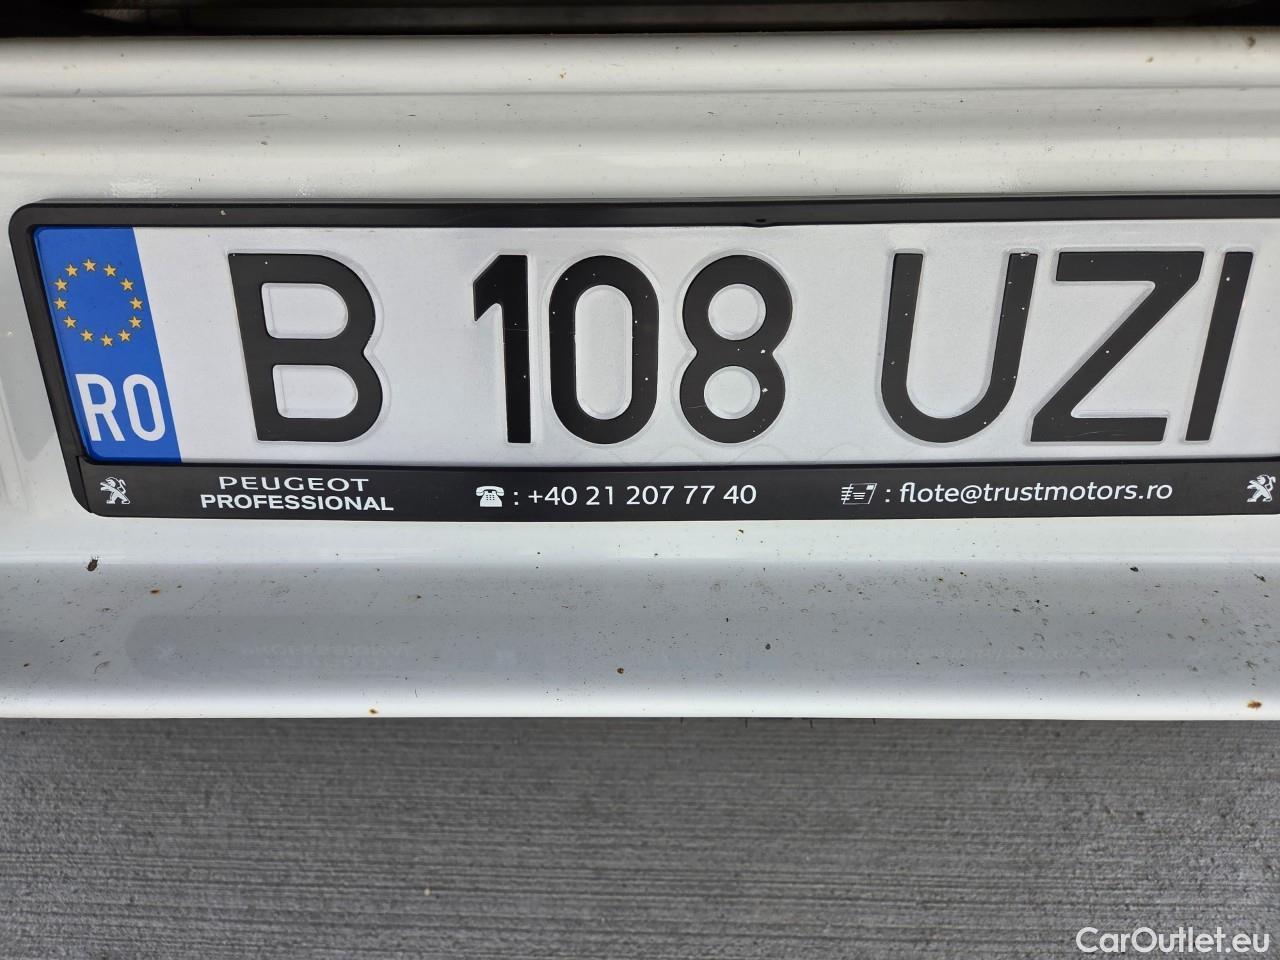 B 108 UZI
RO
PEUGEOT
PROFESSIONAL
: +40 21 207 77 40
: flote@trustmotors.ro
CarOutlet.eu